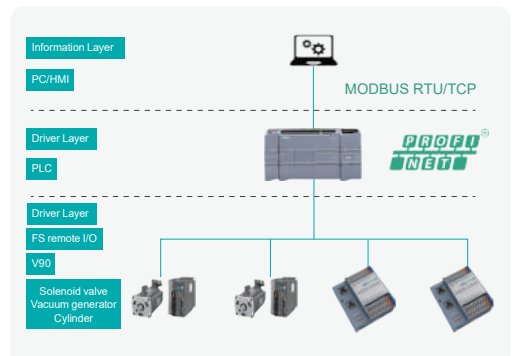 Information Layer
PC/HMI
MODBUS RTU/TCP
Driver Layer
PLC
PROFI
NET
®
Driver Layer
FS remote I/O
V90
Solenoid valve
Vacuum generator
Cylinder